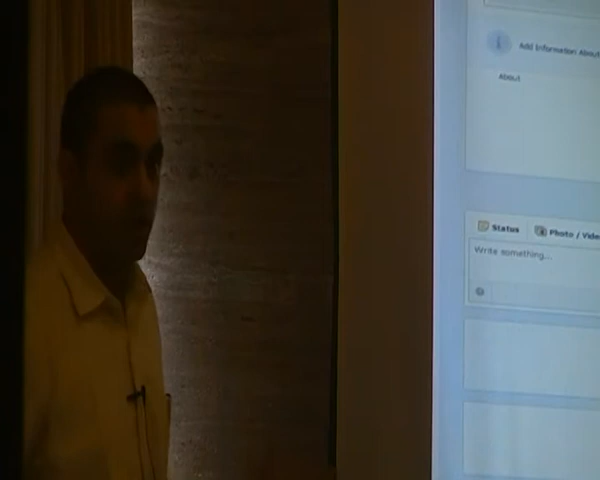 Add Information About
About
Status
Photo / Vide
Write something...